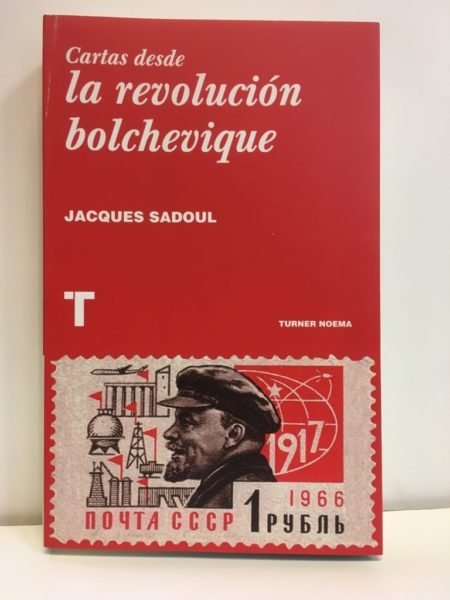 Cartas desde
la revolución
bolchevique
JACQUES SADOUL
T
TURNER NOEMA
1917
1966
ПОЧТА СССР 1 РУБЛЬ